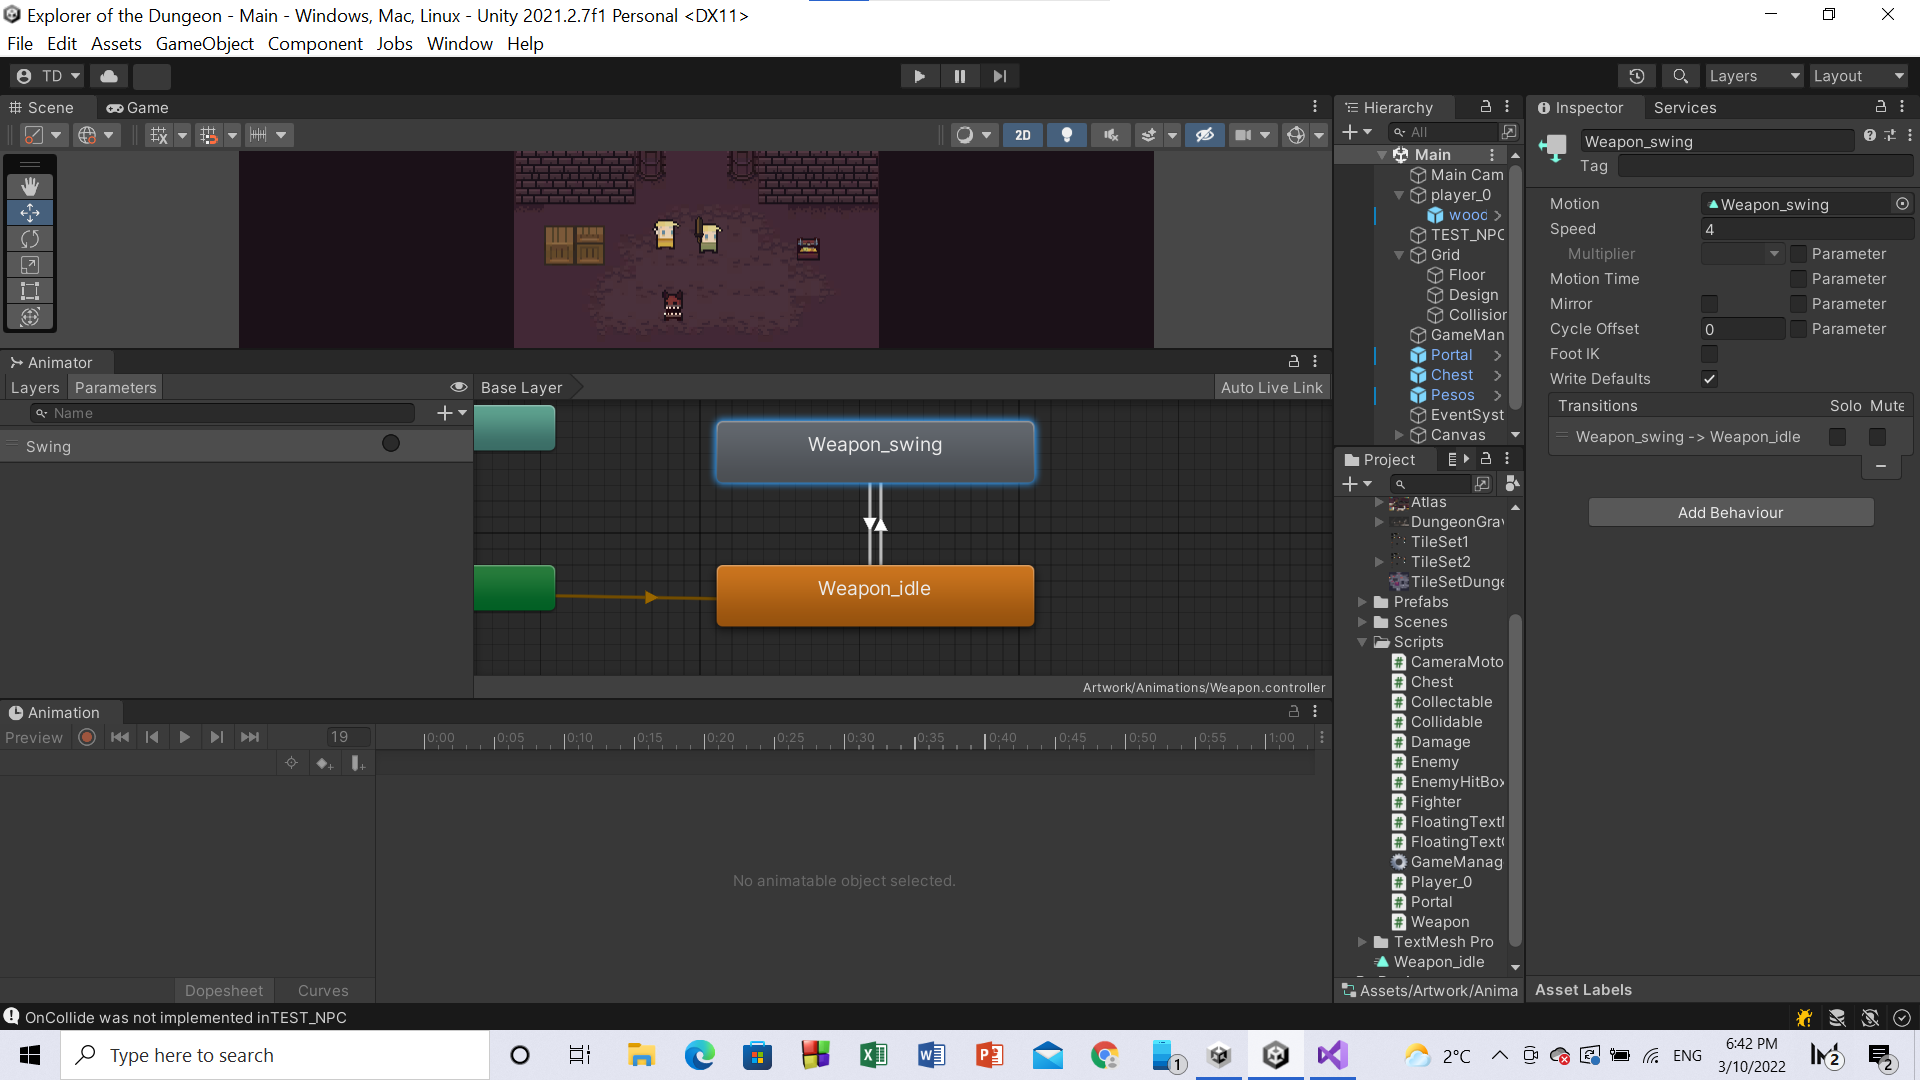 Explorer of the Dungeon - Main - Windows, Mac, Linux - Unity 2021.2.7f1 Personal <DX11>
File Edit Assets GameObject Component Jobs Window Help
TD
Layers
Layout
Scene
Game
2D
Animator
Layers Parameters
Base Layer
Auto Live Link
Name
Swing
Weapon_swing
Weapon_idle
Artwork/Animations/Weapon.controller
Animation
Preview
19
0:00 0:05 0:10 0:15 0:20 0:25 0:30 0:35 0:40 0:45 0:50 0:55 1:00
No animatable object selected.
Dopesheet Curves
Hierarchy
All
Main
Main Cam
player_0
wood
TEST_NPC
Grid
Floor
Design
Collision
GameMan
Portal
Chest
Pesos
EventSyst
Canvas
Project
Atlas
DungeonGrav
TileSet1
TileSet2
TileSetDunge
Prefabs
Scenes
Scripts
CameraMoto
Chest
Collectable
Collidable
Damage
Enemy
EnemyHitBox
Fighter
FloatingTextM
FloatingText
GameManag
Player_0
Portal
Weapon
TextMesh Pro
Weapon_idle
Assets/Artwork/Anima
Inspector
Services
Weapon_swing
Tag
Motion Weapon_swing
Speed 4
Multiplier Parameter
Motion Time Parameter
Mirror Parameter
Cycle Offset 0 Parameter
Foot IK
Write Defaults
Transitions Solo Mute
Weapon_swing -> Weapon_idle
Add Behaviour
Asset Labels
OnCollide was not implemented inTEST_NPC
Type here to search
1
2°C
ENG
6:42 PM
3/10/2022
2
2